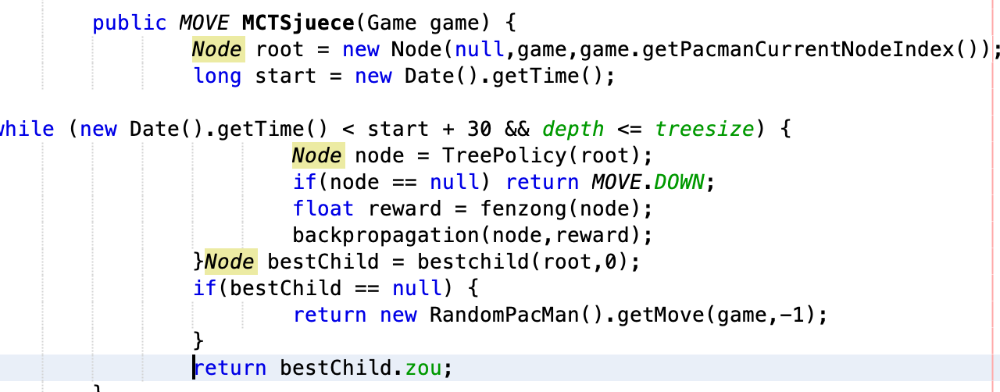 public MOVE MCTSjuece(Game game) {
Node root = new Node(null,game,game.getPacmanCurrentNodeIndex());
long start = new Date().getTime();
while (new Date().getTime() < start + 30 && depth <= treesize) {
Node node = TreePolicy(root);
if(node == null) return MOVE.DOWN;
float reward = fenzong(node);
backpropagation(node,reward);
}Node bestChild = bestchild(root,0);
if(bestChild == null) {
return new RandomPacMan().getMove(game,-1);
}
return bestChild.zou;
}